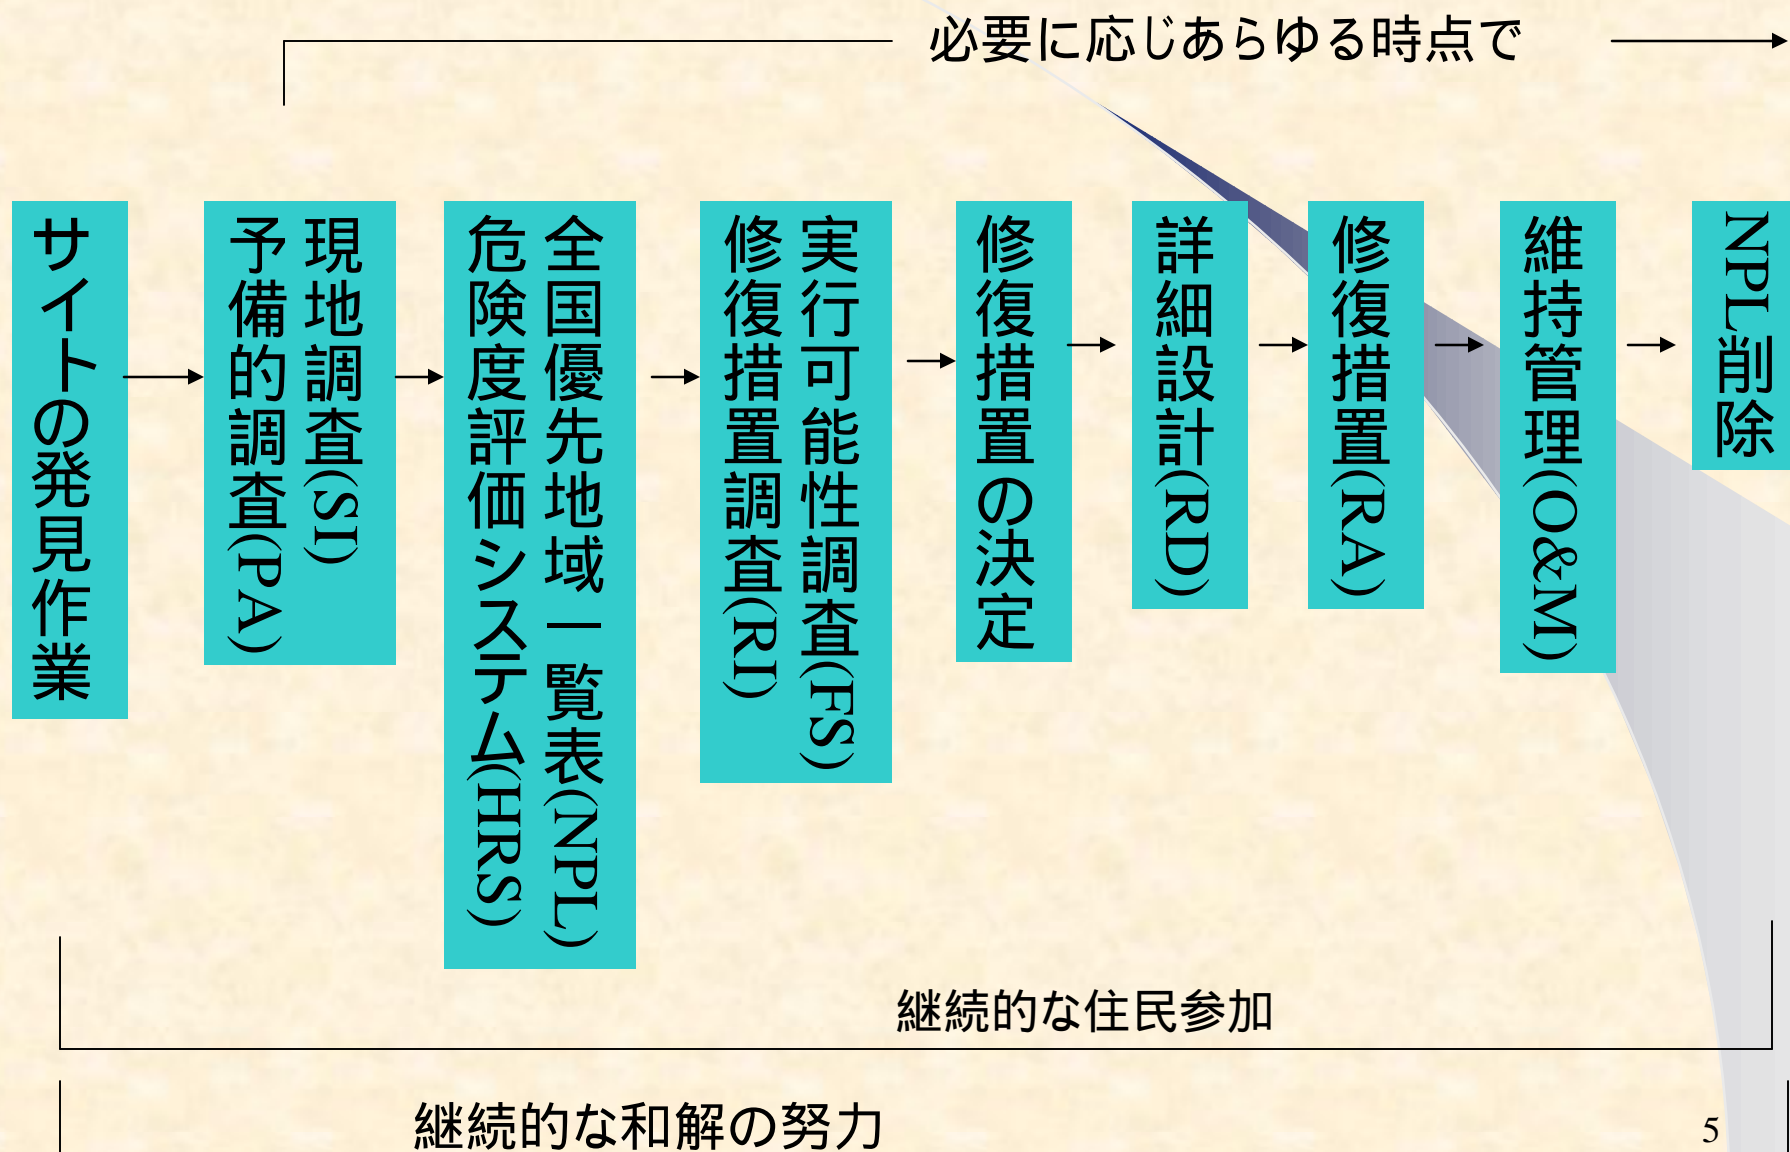 必要に応じあらゆる時点で
サイトの発見作業
現地調査(SI)
予備的調査(PA)
全国優先地域一覧表(NPL)
危険度評価システム(HRS)
実行可能性調査(FS)
修復措置調査(RI)
修復措置の決定
詳細設計(RD)
修復措置(RA)
維持管理(O&M)
NPL削除
継続的な住民参加
継続的な和解の努力
5